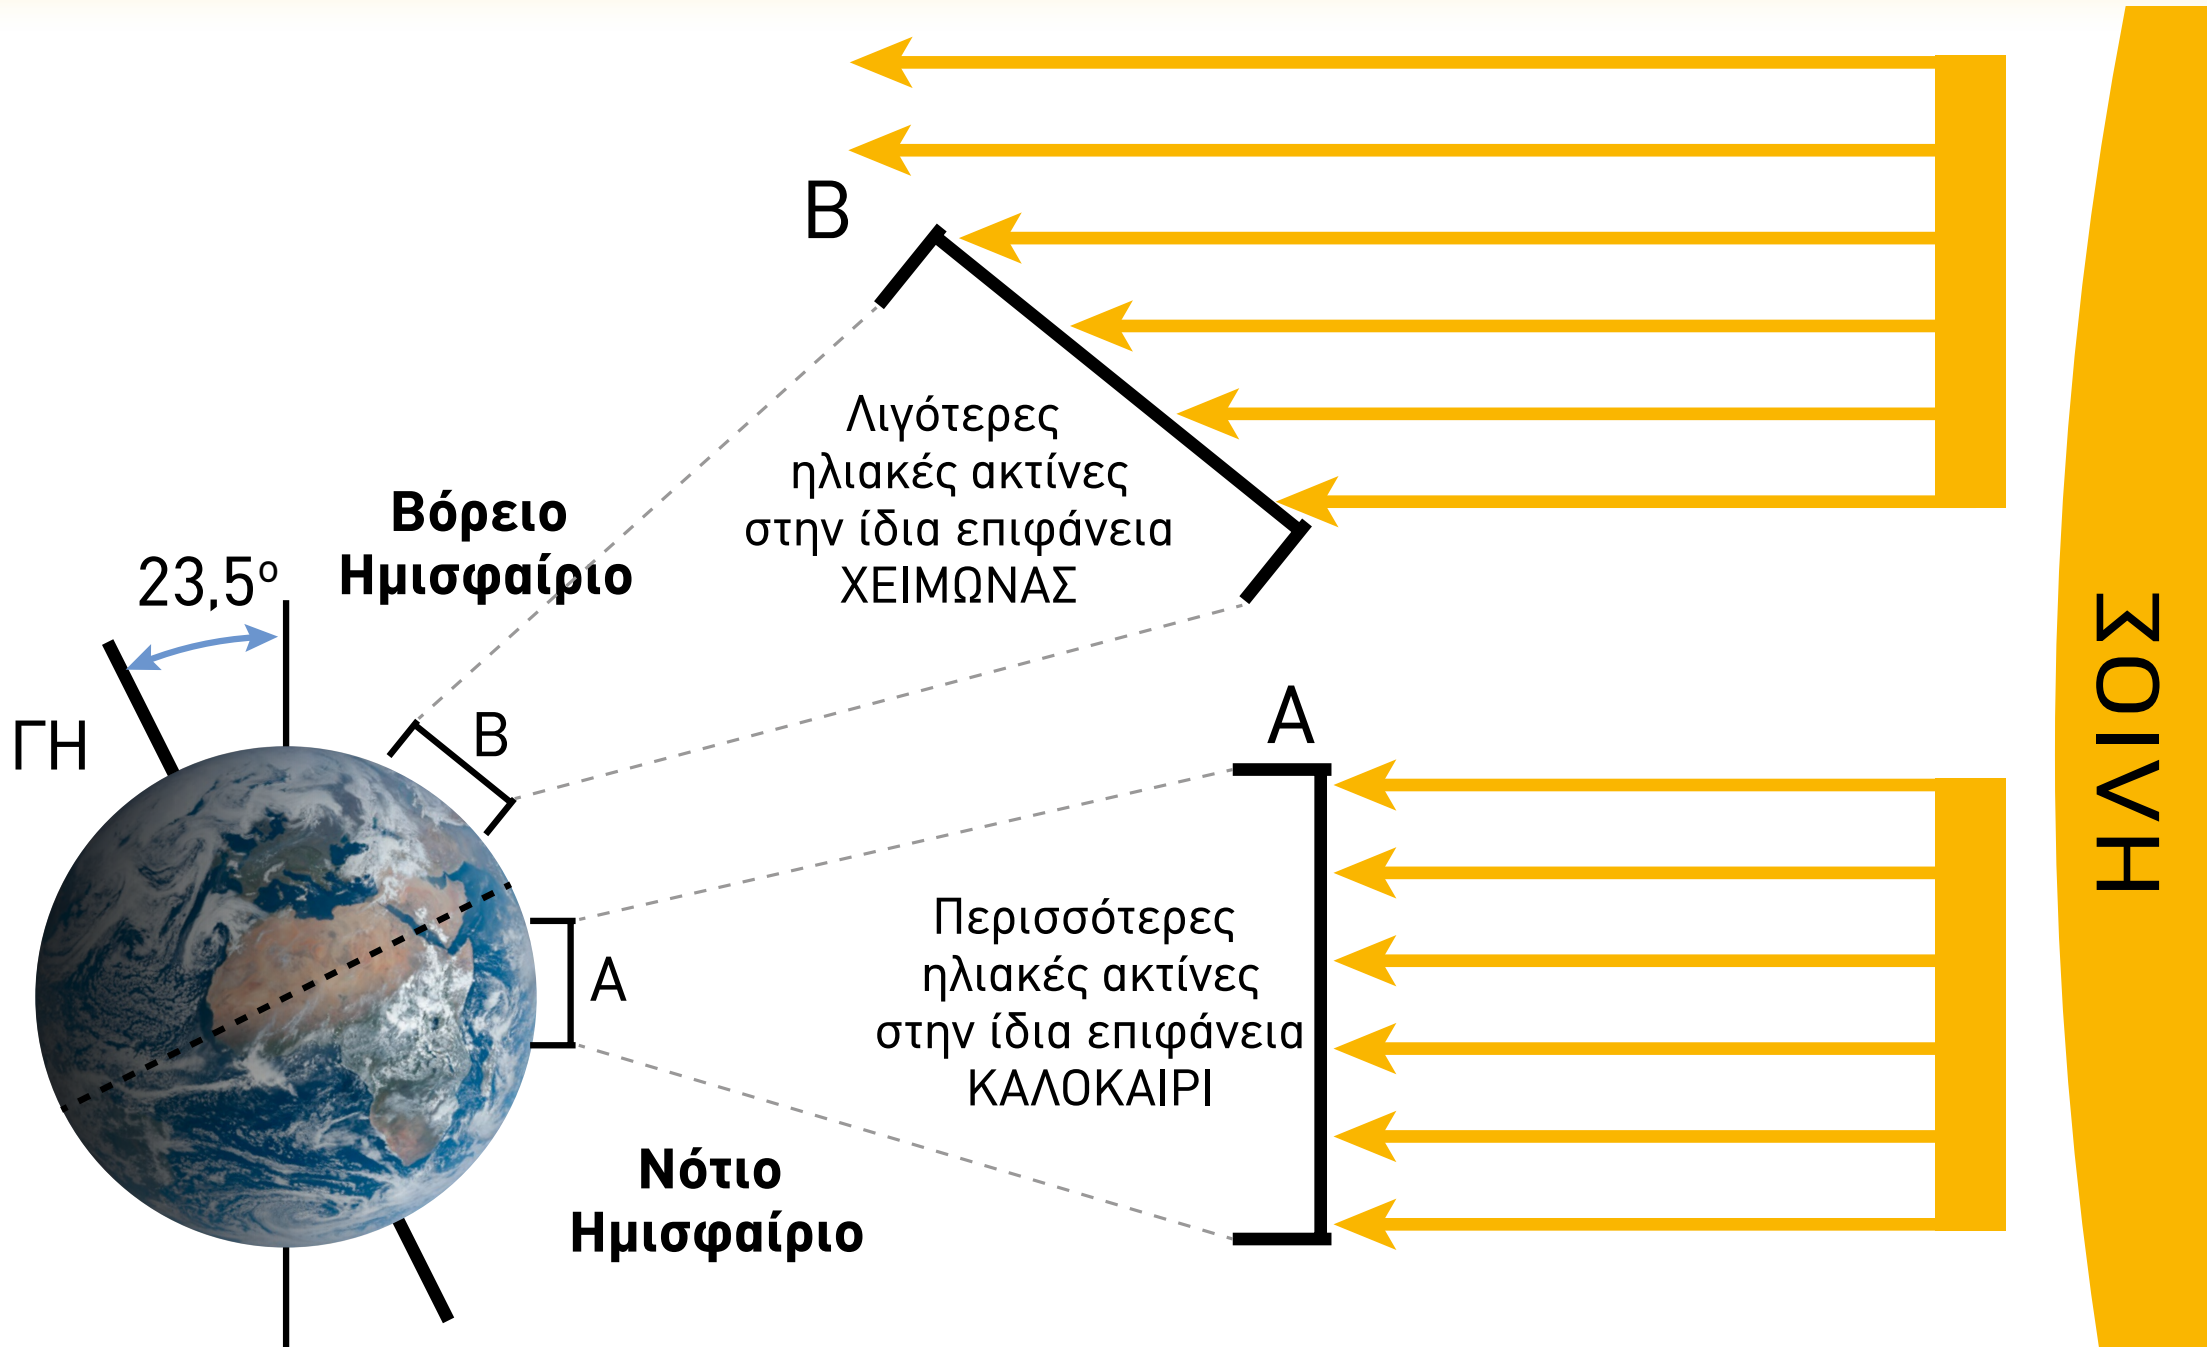 Β
Λιγότερες
ηλιακές ακτίνες
στην ίδια επιφάνεια
ΧΕΙΜΩΝΑΣ
Βόρειο
Ημισφαίριο
23,5º
ΓΗ
Β
Α
Α
Περισσότερες
ηλιακές ακτίνες
στην ίδια επιφάνεια
ΚΑΛΟΚΑΙΡΙ
Νότιο
Ημισφαίριο
ΗΛΙΟΣ